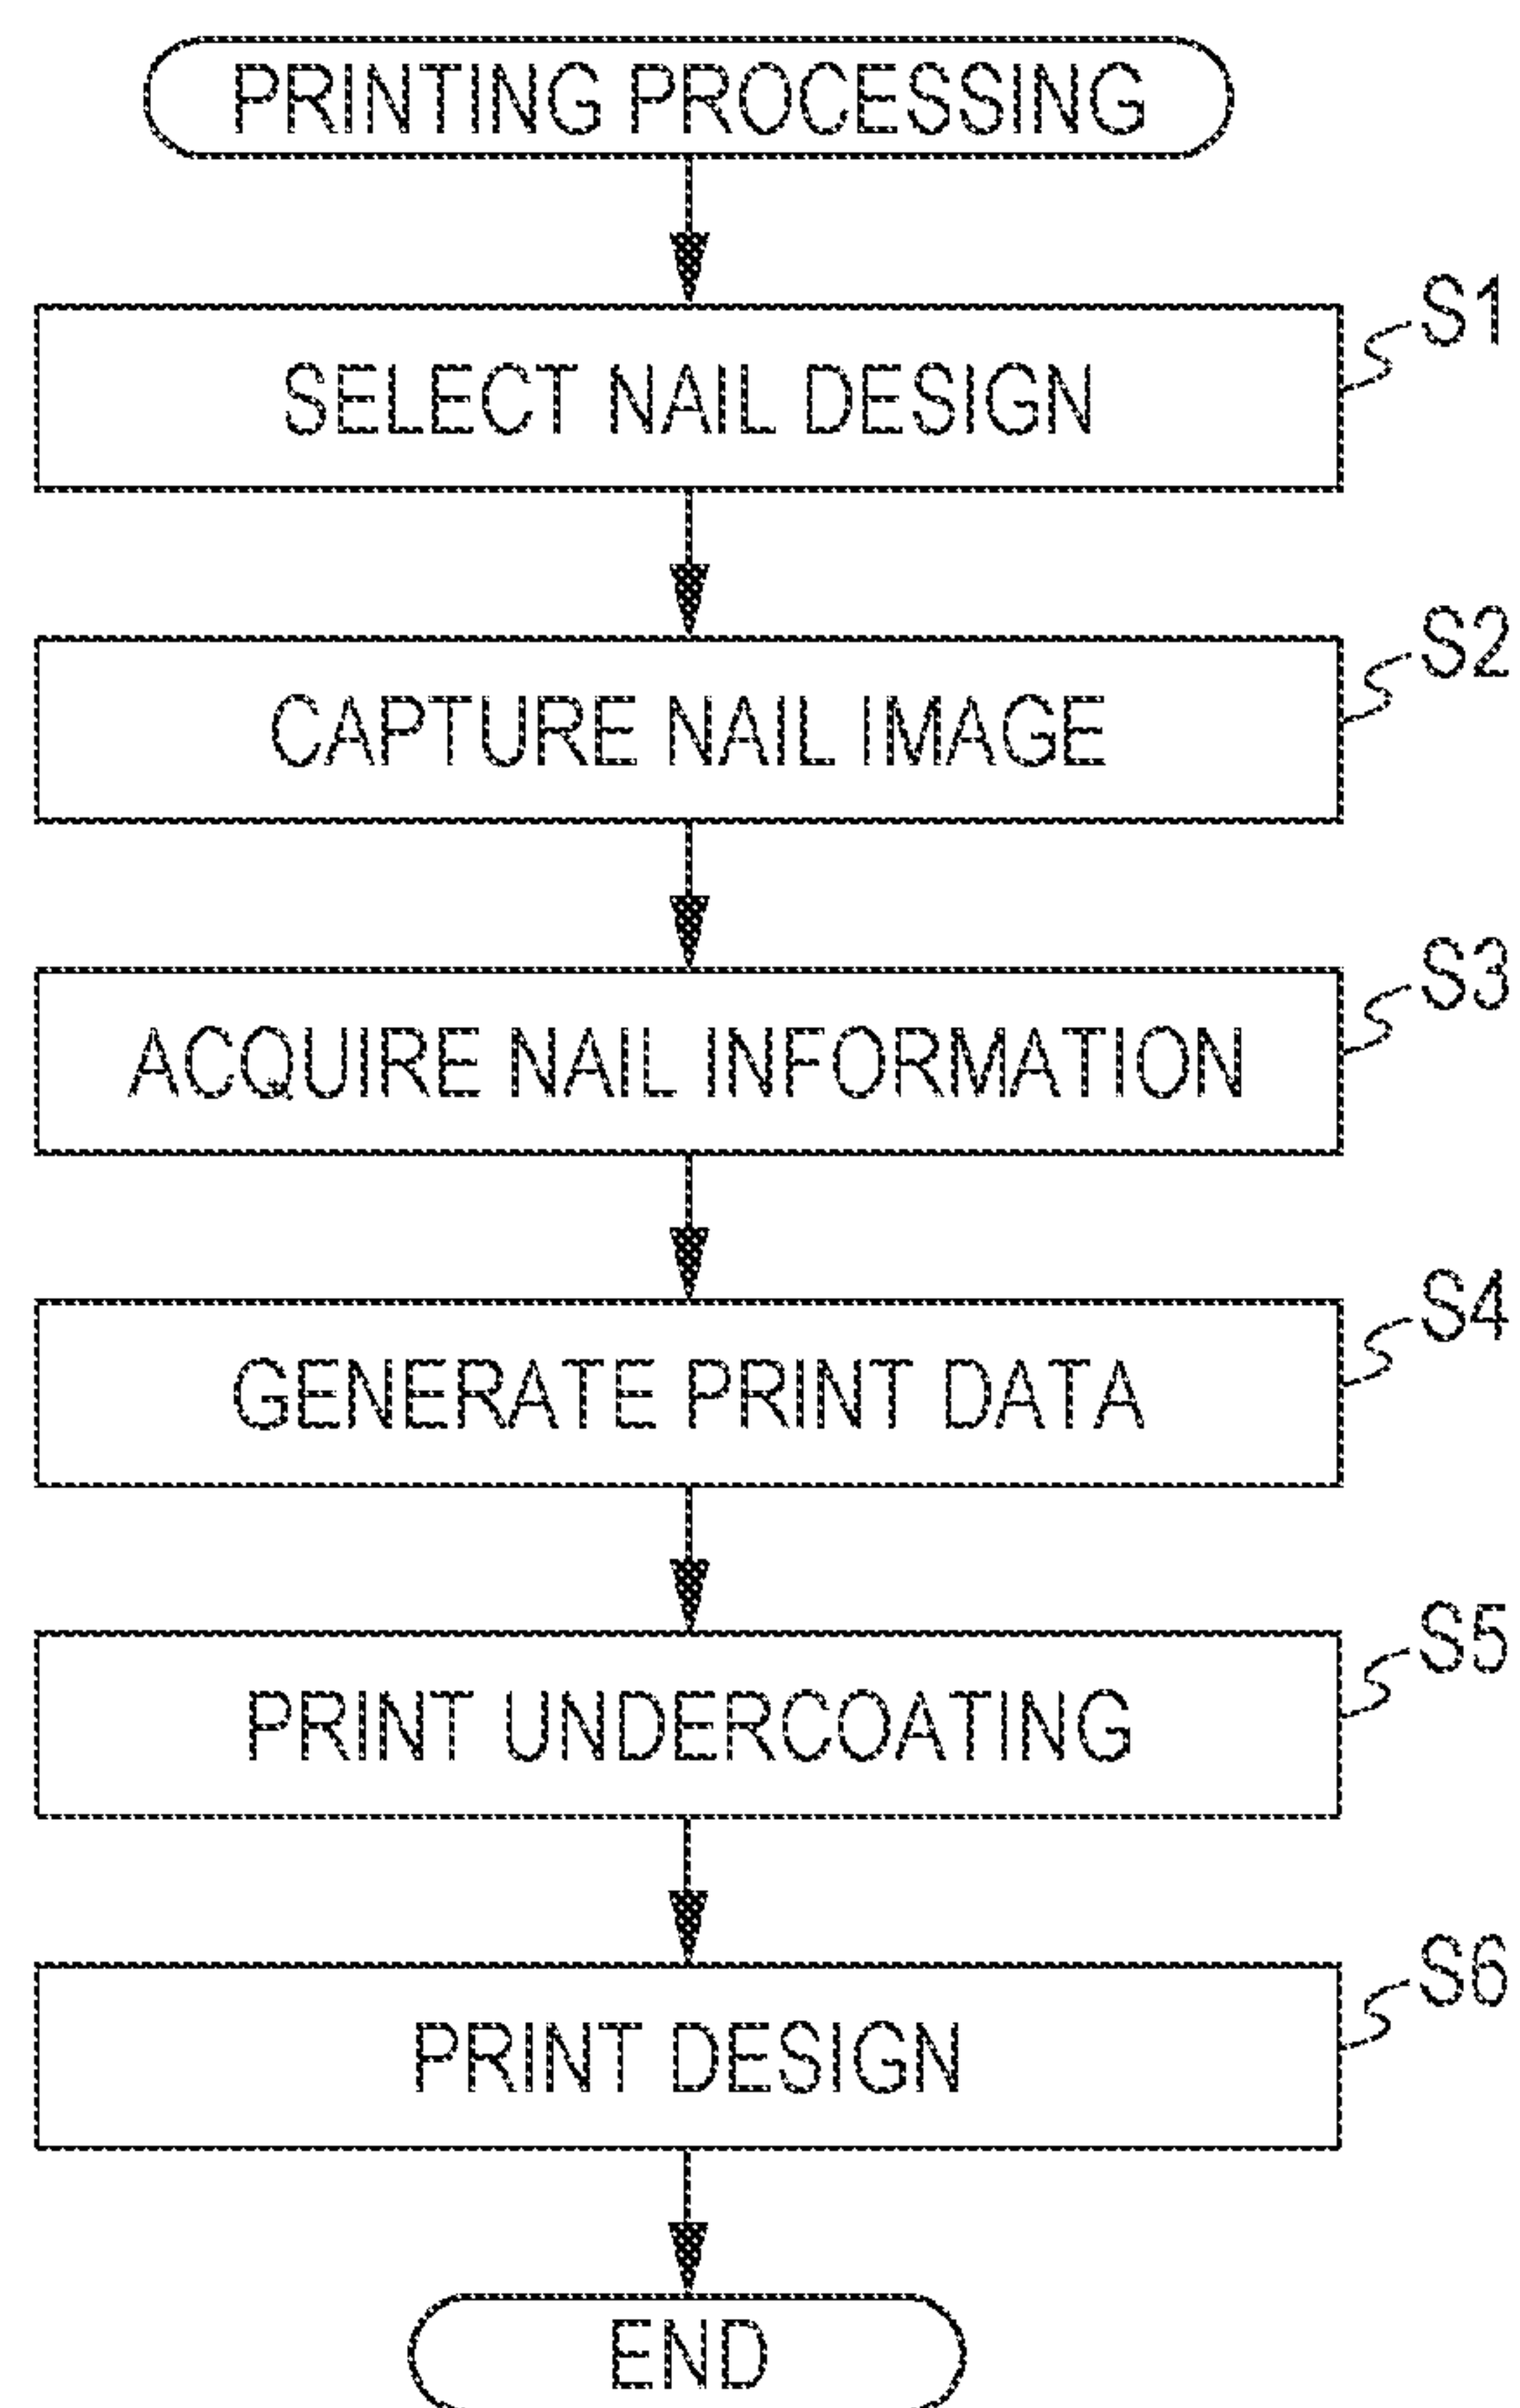 PRINTING PROCESSING
S1
SELECT NAIL DESIGN
S2
CAPTURE NAIL IMAGE
S3
ACQUIRE NAIL INFORMATION
S4
GENERATE PRINT DATA
S5
PRINT UNDERCOATING
S6
PRINT DESIGN
END